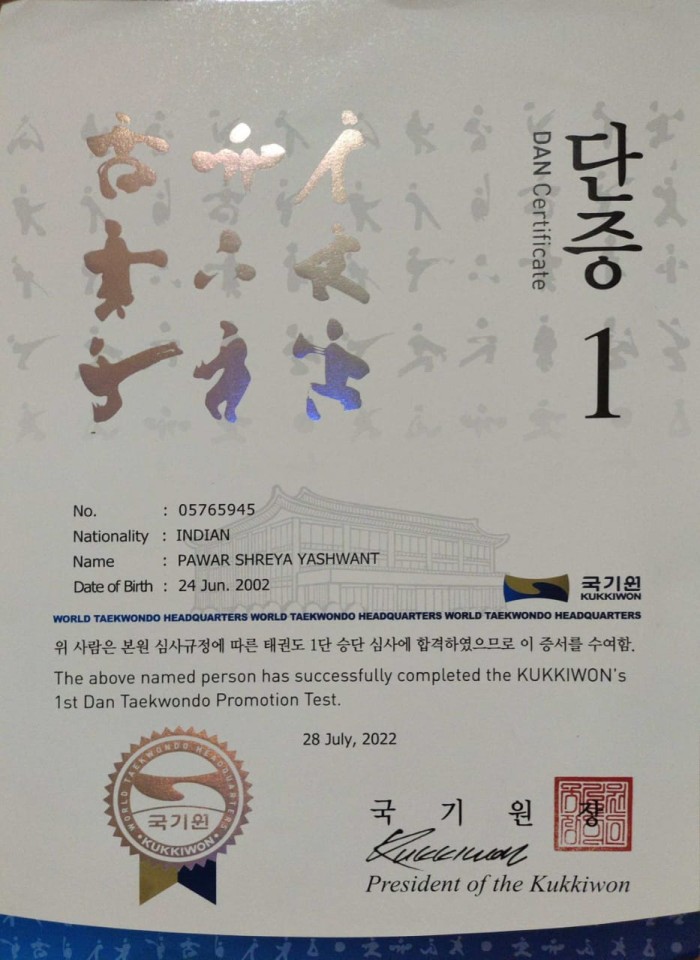 단증 1
DAN Certificate
No. : 05765945
Nationality : INDIAN
Name : PAWAR SHREYA YASHWANT
Date of Birth : 24 Jun. 2002
국기원
KUKKIWON
WORLD TAEKWONDO HEADQUARTERS WORLD TAEKWONDO HEADQUARTERS WORLD TAEKWONDO HEADQUARTERS
위 사람은 본원 심사규정에 따른 태권도 1단 승단 심사에 합격하였으므로 이 증서를 수여함.
The above named person has successfully completed the KUKKIWON's
1st Dan Taekwondo Promotion Test.
28 July, 2022
WORLD TAEKWONDO HEADQUARTERS
국기원
KUKKIWON
국 기 원 장
Kukkiwon
President of the Kukkiwon